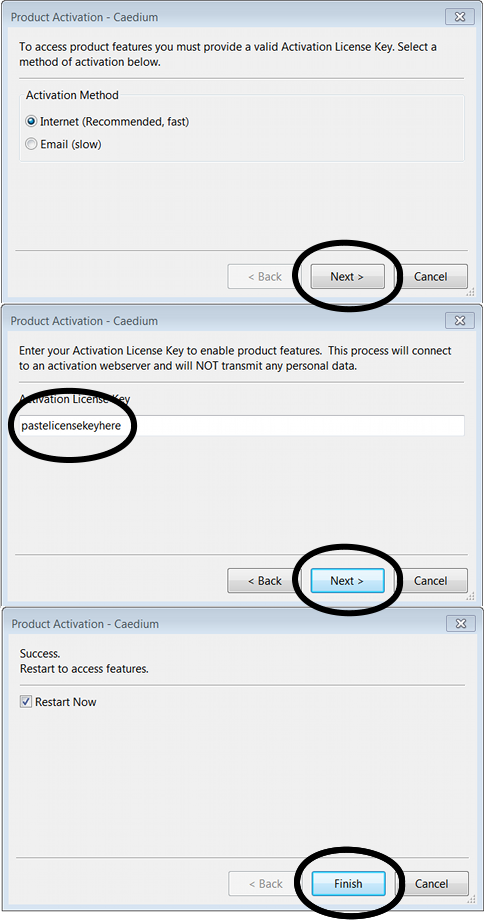 Product Activation - Caedium
To access product features you must provide a valid Activation License Key. Select a
method of activation below.
Activation Method
Internet (Recommended, fast)
Email (slow)
< Back
Next >
Cancel
Product Activation - Caedium
Enter your Activation License Key to enable product features. This process will connect
to an activation webserver and will NOT transmit any personal data.
Activation License Key
pastelicensekeyhere
< Back
Next >
Cancel
Product Activation - Caedium
Success.
Restart to access features.
Restart Now
< Back
Finish
Cancel